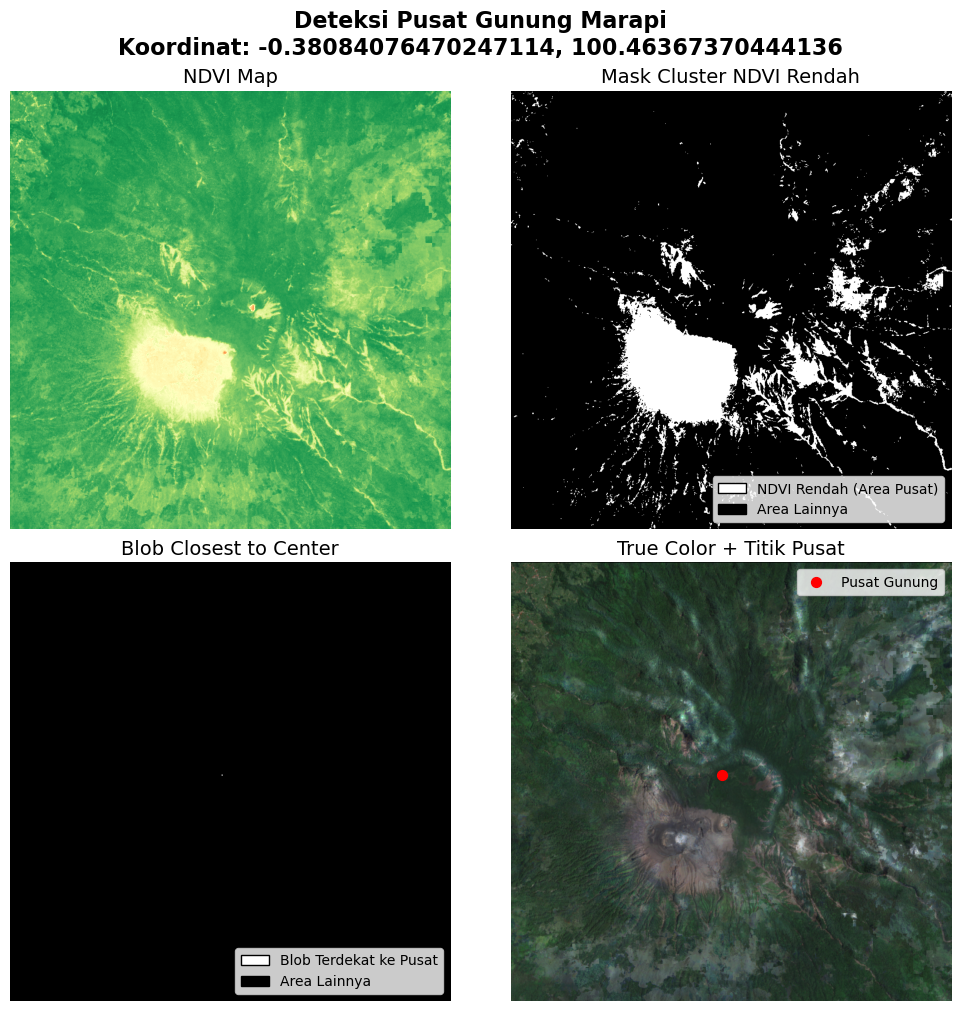 Deteksi Pusat Gunung Marapi
Koordinat: -0.38084076470247114, 100.46367370444136
NDVI Map
Mask Cluster NDVI Rendah
NDVI Rendah (Area Pusat)
Area Lainnya
Blob Closest to Center
True Color + Titik Pusat
Pusat Gunung
Blob Terdekat ke Pusat
Area Lainnya